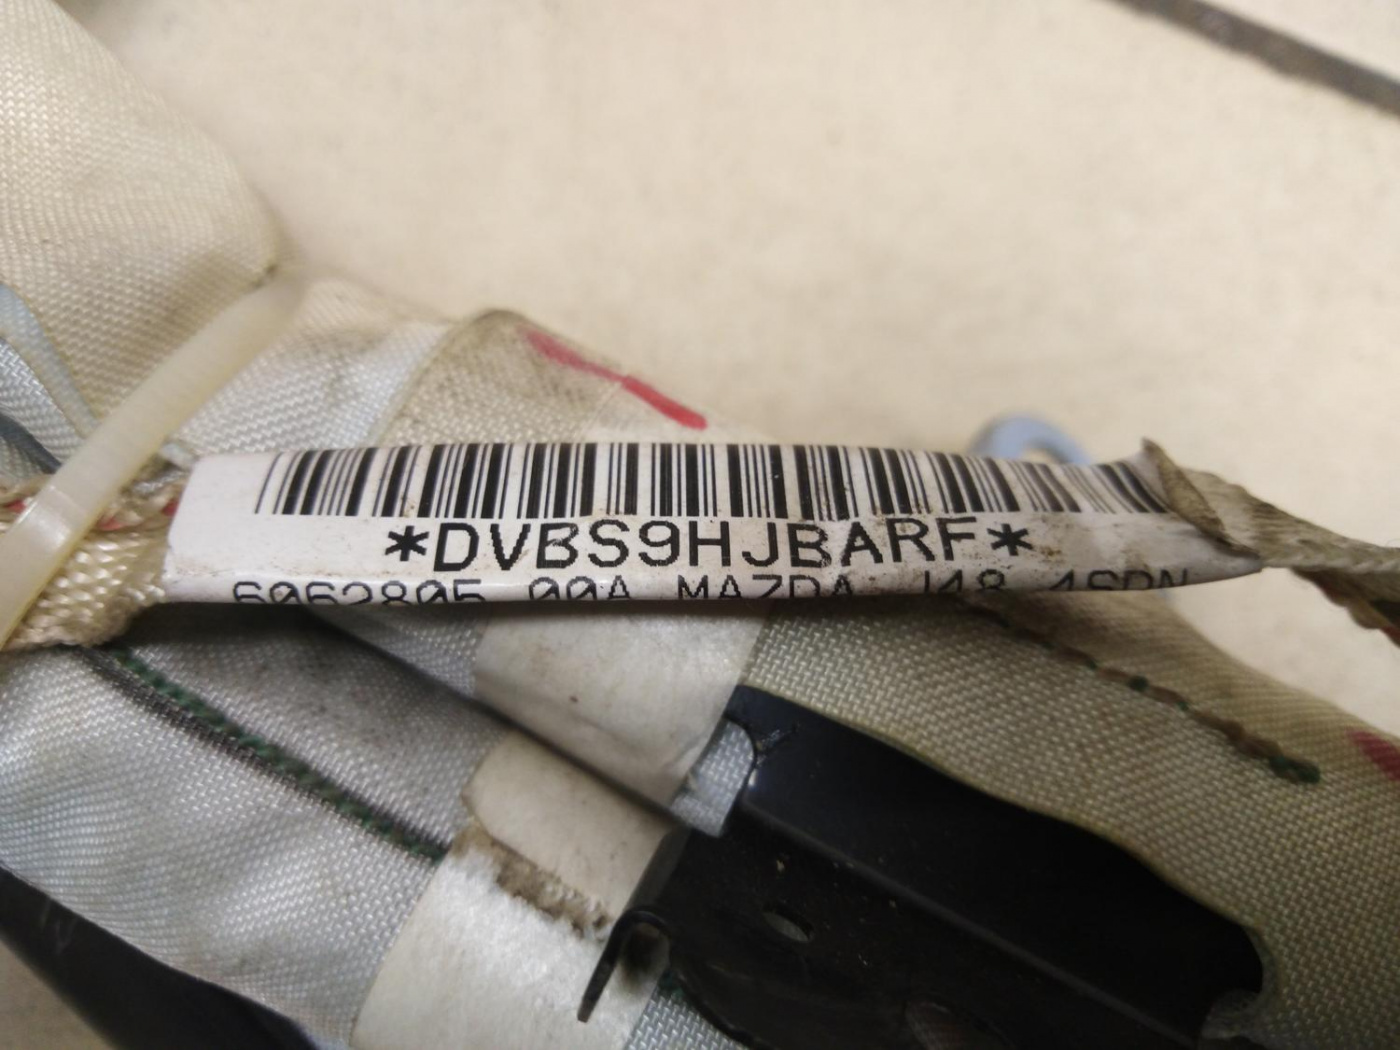 *DVBS9HJBARF*
6062805 00A MAZDA J48 4SDN